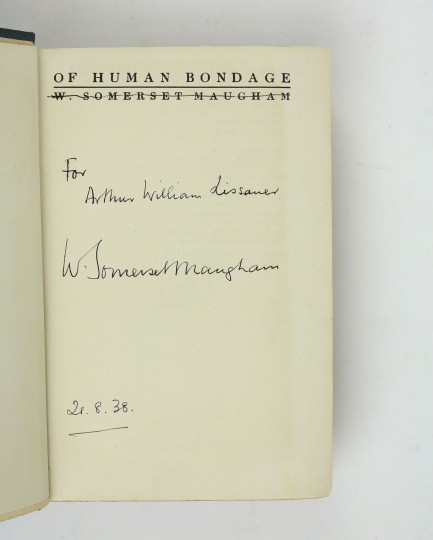 OF HUMAN BONDAGE
W. SOMERSET MAUGHAM
For
Arthur William Lissauer
W. Somerset Maugham
21.8.38.